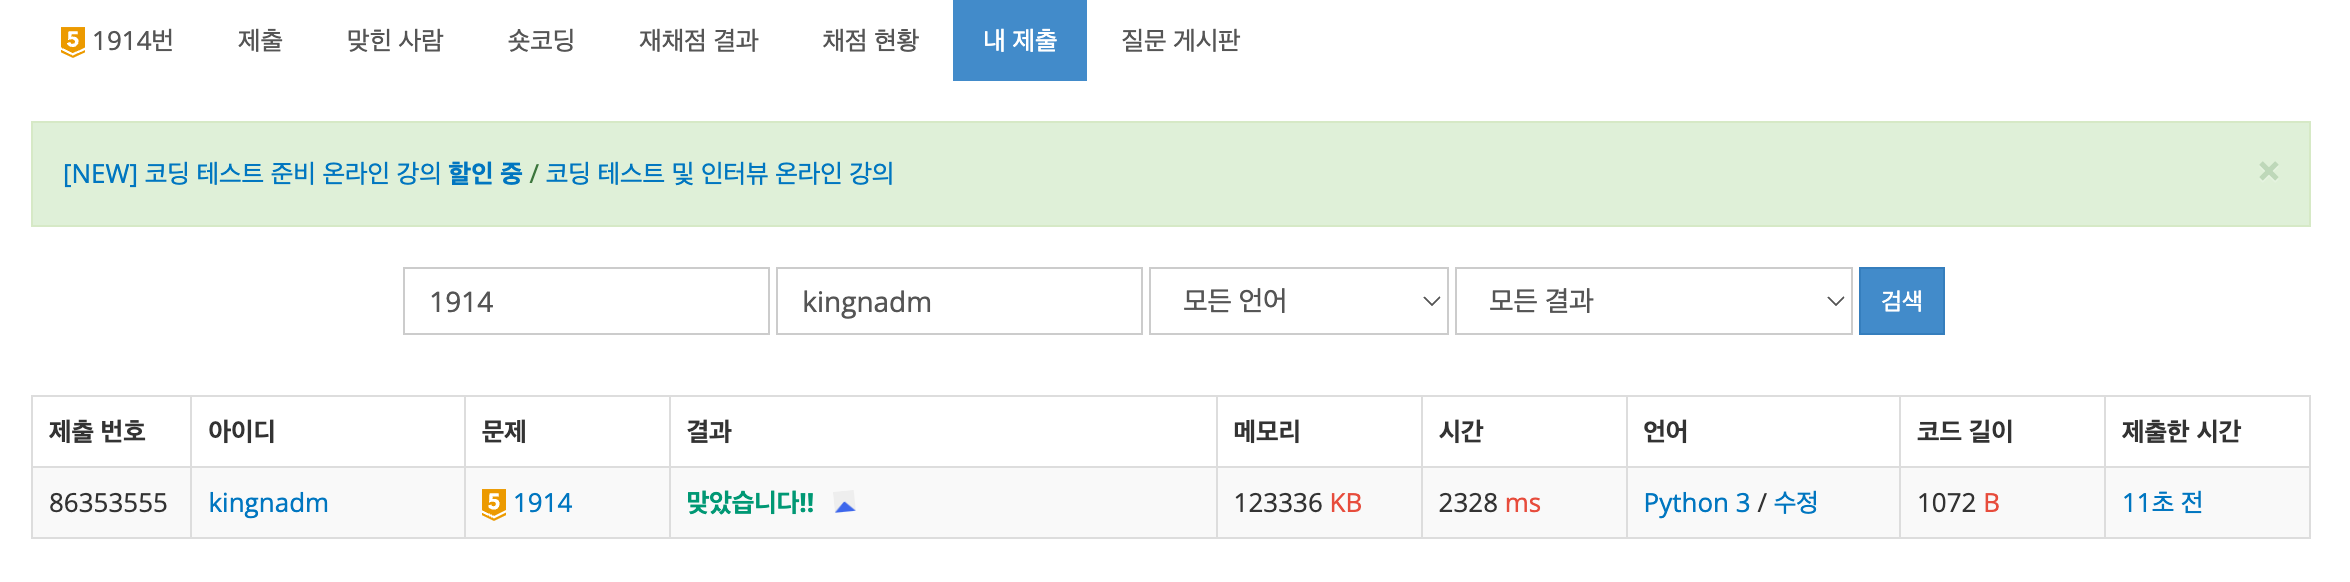 5 1914번 제출 맞힌 사람 숏코딩 재채점 결과 채점 현황 내 제출 질문 게시판
[NEW] 코딩 테스트 준비 온라인 강의 할인 중 / 코딩 테스트 및 인터뷰 온라인 강의 ×
1914 kingnadm 모든 언어 모든 결과 검색
제출 번호 아이디 문제 결과 메모리 시간 언어 코드 길이 제출한 시간
86353555 kingnadm 5 1914 맞았습니다!! 123336 KB 2328 ms Python 3 / 수정 1072 B 11초 전